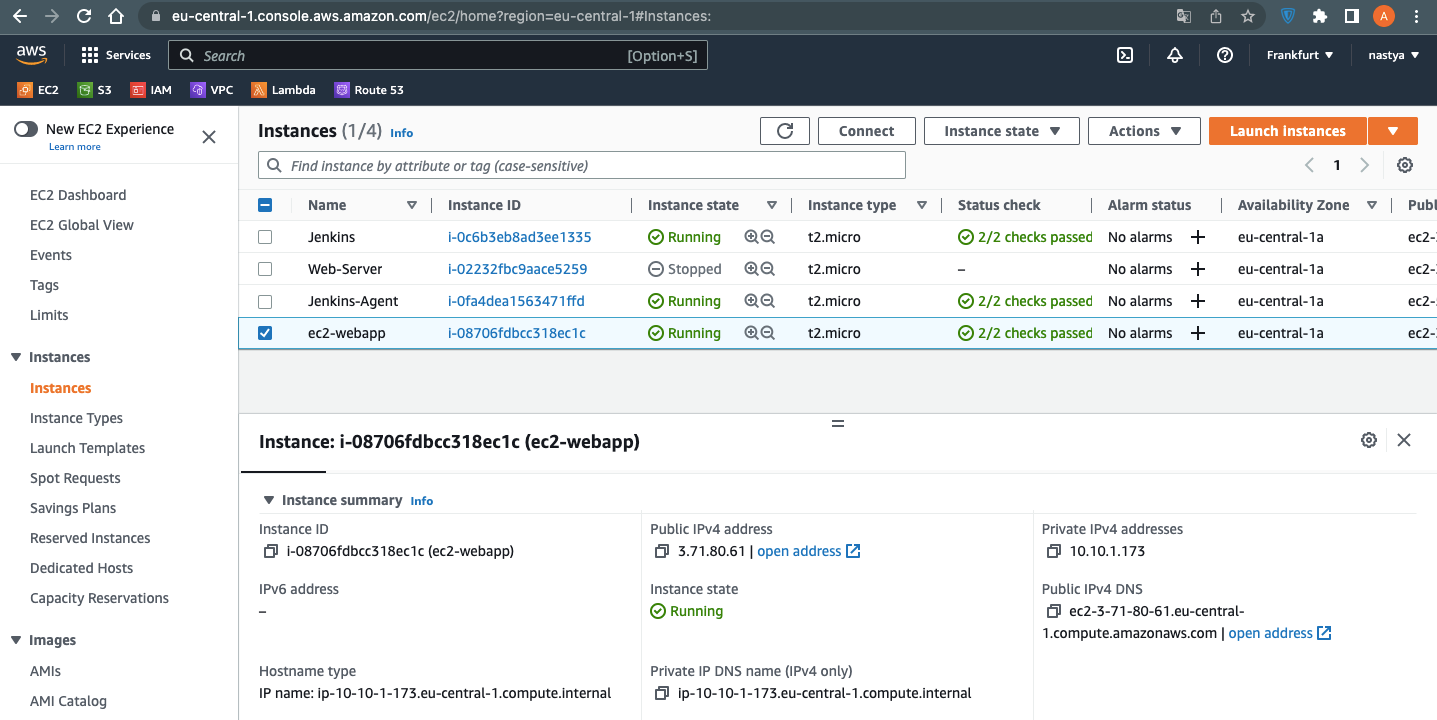 eu-central-1.console.aws.amazon.com/ec2/home?region=eu-central-1#Instances:
A
aws
Services
Search
[Option+S]
Frankfurt
nastya
EC2
S3
IAM
VPC
Lambda
Route 53
New EC2 Experience
Learn more
EC2 Dashboard
EC2 Global View
Events
Tags
Limits
Instances
Instances
Instance Types
Launch Templates
Spot Requests
Savings Plans
Reserved Instances
Dedicated Hosts
Capacity Reservations
Images
AMIs
AMI Catalog
Instances (1/4) Info
Connect
Instance state
Actions
Launch instances
Find instance by attribute or tag (case-sensitive)
1
Name Instance ID Instance state Instance type Status check Alarm status Availability Zone Publ
Jenkins i-0c6b3eb8ad3ee1335 Running t2.micro 2/2 checks passed No alarms eu-central-1a ec2-
Web-Server i-02232fbc9aace5259 Stopped t2.micro – No alarms eu-central-1a ec2-
Jenkins-Agent i-0fa4dea1563471ffd Running t2.micro 2/2 checks passed No alarms eu-central-1a ec2-
ec2-webapp i-08706fdbcc318ec1c Running t2.micro 2/2 checks passed No alarms eu-central-1a ec2-
Instance: i-08706fdbcc318ec1c (ec2-webapp)
Instance summary Info
Instance ID
i-08706fdbcc318ec1c (ec2-webapp)
Public IPv4 address
3.71.80.61 | open address
Private IPv4 addresses
10.10.1.173
IPv6 address
–
Instance state
Running
Public IPv4 DNS
ec2-3-71-80-61.eu-central-
1.compute.amazonaws.com | open address
Hostname type
IP name: ip-10-10-1-173.eu-central-1.compute.internal
Private IP DNS name (IPv4 only)
ip-10-10-1-173.eu-central-1.compute.internal